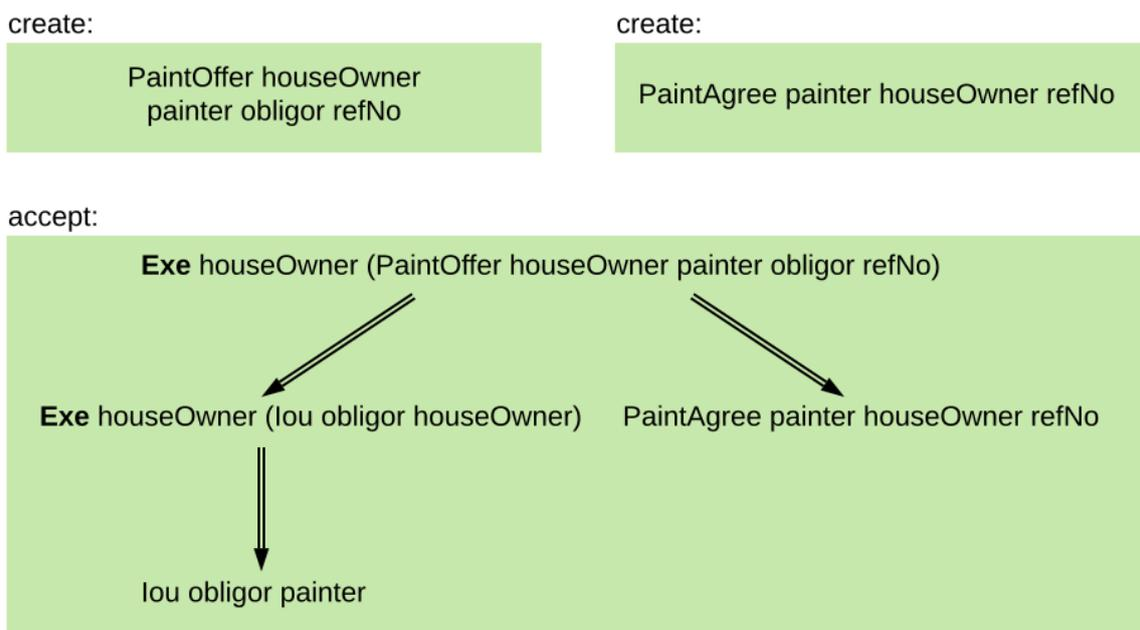 create:
PaintOffer houseOwner
painter obligor refNo
create:
PaintAgree painter houseOwner refNo
accept:
Exe houseOwner (PaintOffer houseOwner painter obligor refNo)
Exe houseOwner (Iou obligor houseOwner)
PaintAgree painter houseOwner refNo
Iou obligor painter